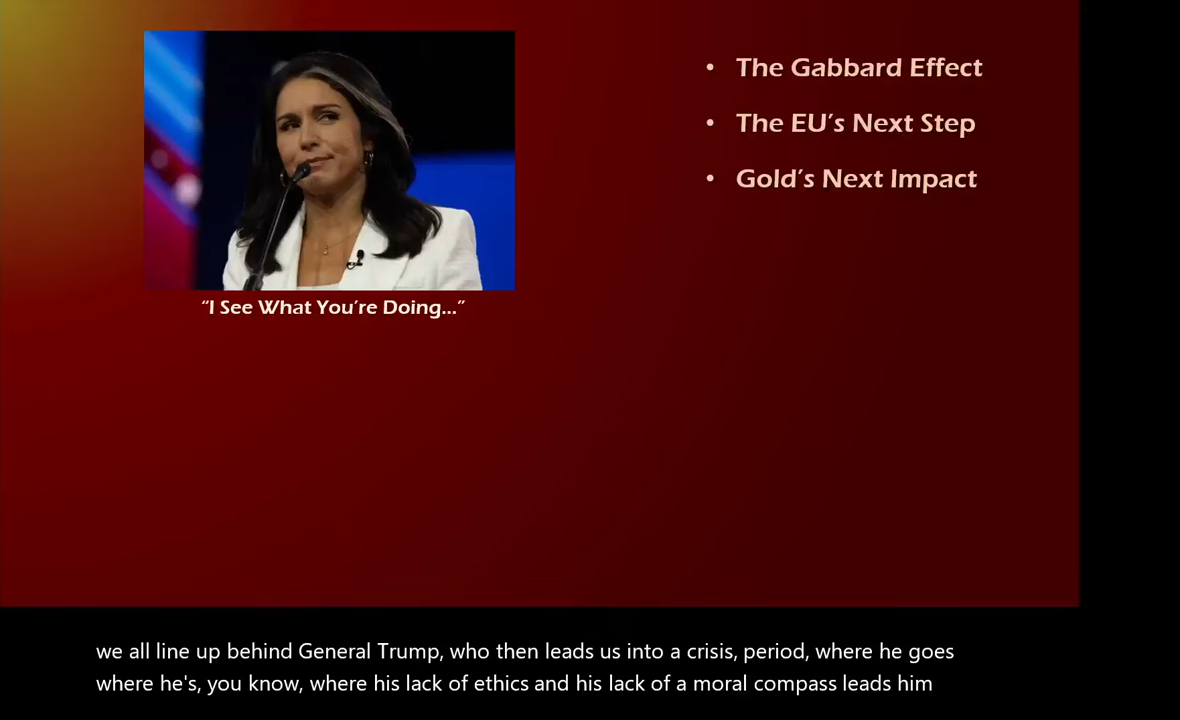 • The Gabbard Effect
• The EU's Next Step
• Gold's Next Impact
“I See What You're Doing...”
we all line up behind General Trump, who then leads us into a crisis, period, where he goes
where he's, you know, where his lack of ethics and his lack of a moral compass leads him